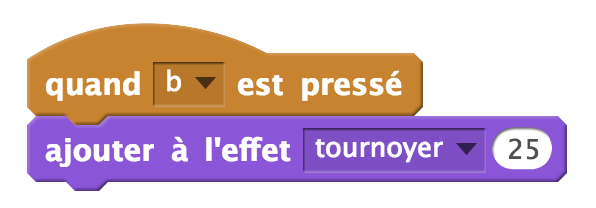 quand b est pressé
ajouter à l'effet tournoyer 25